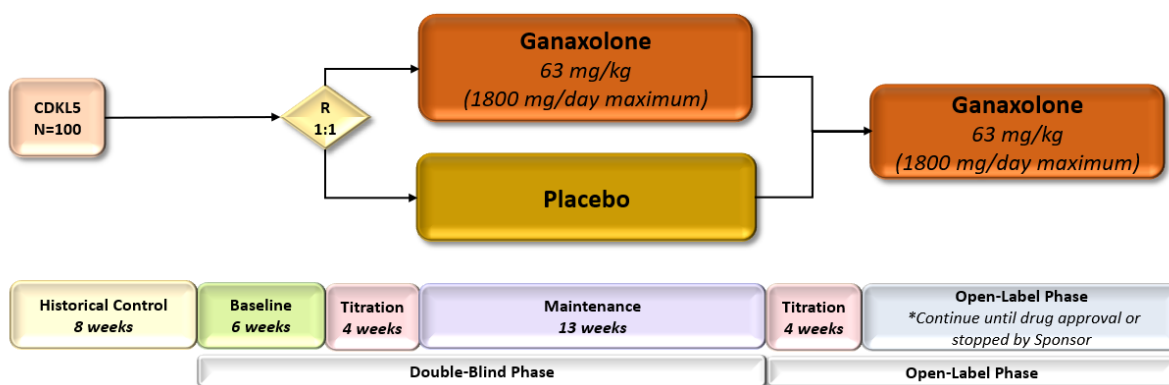 CDKL5
N=100
R
1:1
Ganaxolone
63 mg/kg
(1800 mg/day maximum)
Placebo
Ganaxolone
63 mg/kg
(1800 mg/day maximum)
Historical Control
8 weeks
Baseline
6 weeks
Titration
4 weeks
Maintenance
13 weeks
Titration
4 weeks
Open-Label Phase
*Continue until drug approval or
stopped by Sponsor
Double-Blind Phase
Open-Label Phase